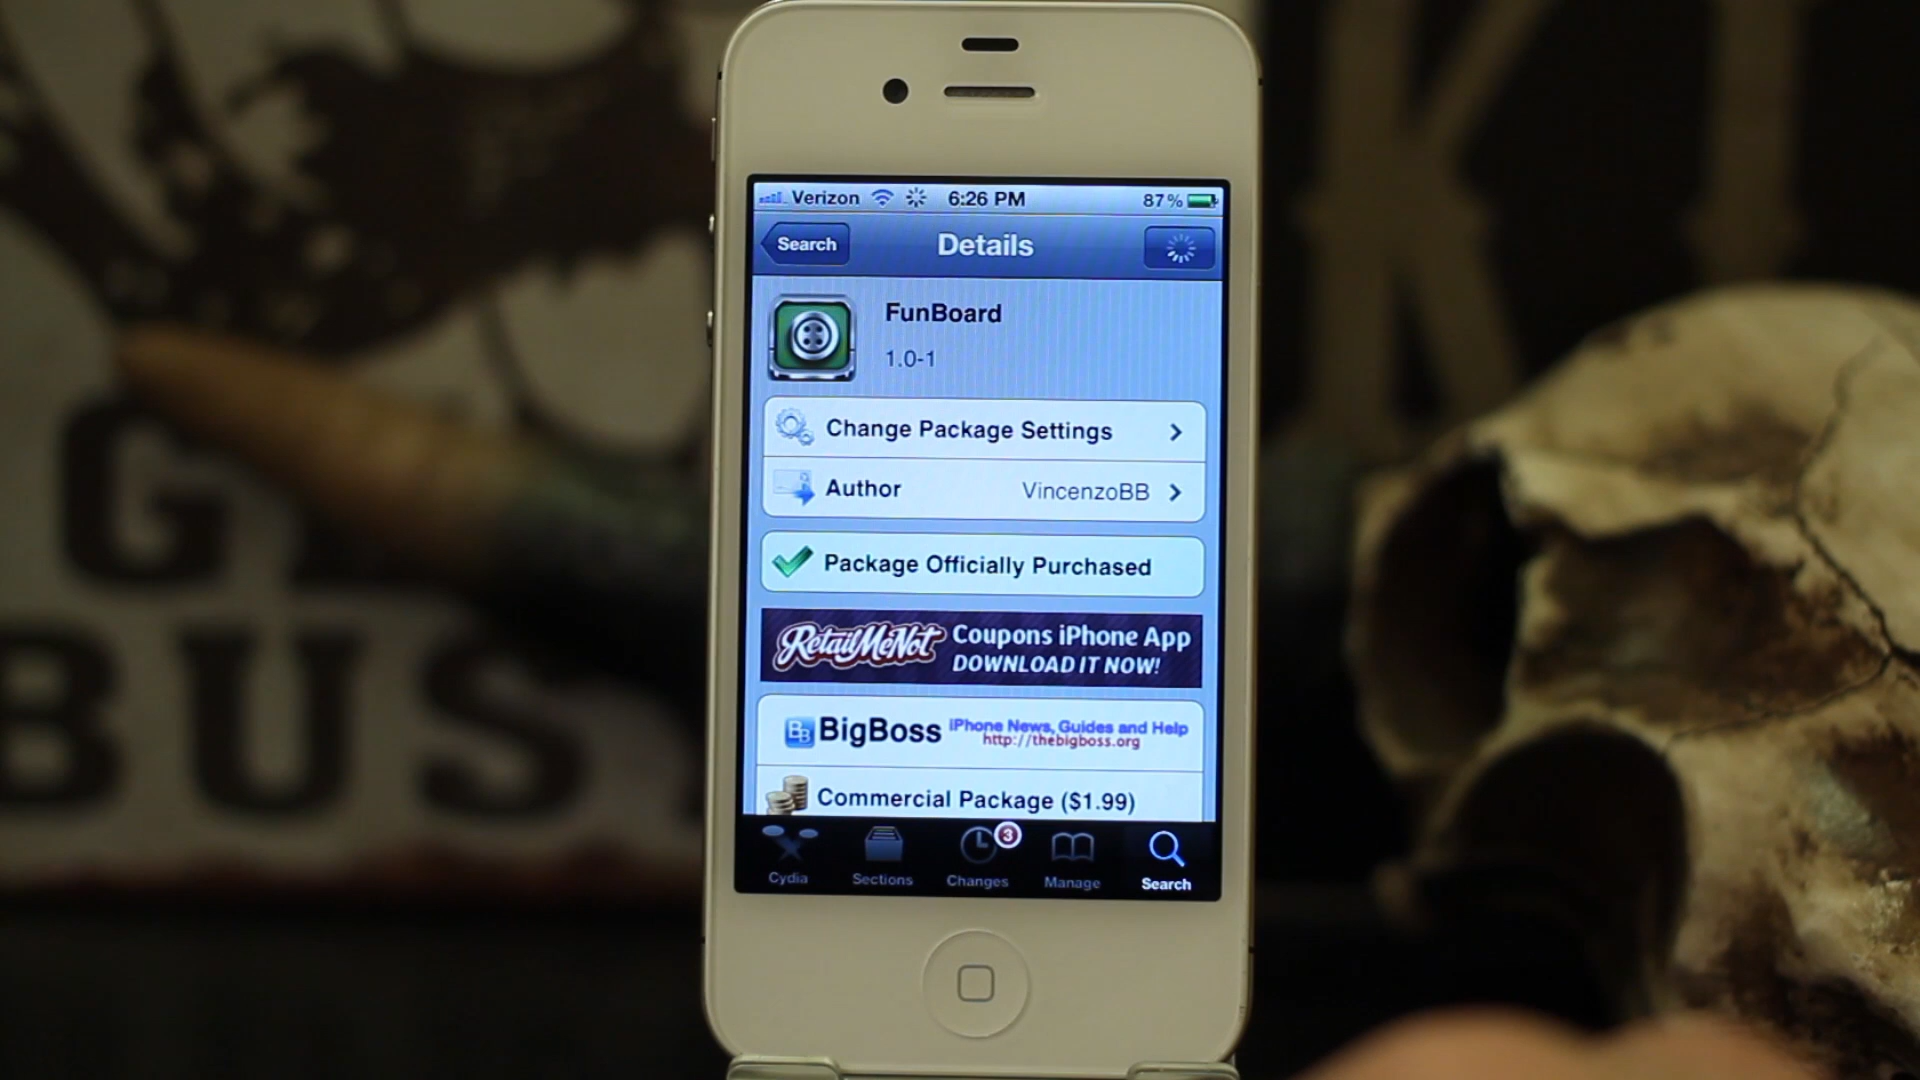 Verizon 6:26 PM 87%
Search Details
FunBoard
1.0-1
Change Package Settings
Author VincenzoBB
Package Officially Purchased
RetailMeNot Coupons iPhone App
DOWNLOAD IT NOW!
BB BigBoss iPhone News, Guides and Help
http://thebigboss.org
Commercial Package ($1.99)
3
Cydia Sections Changes Manage Search
G
BUS
K